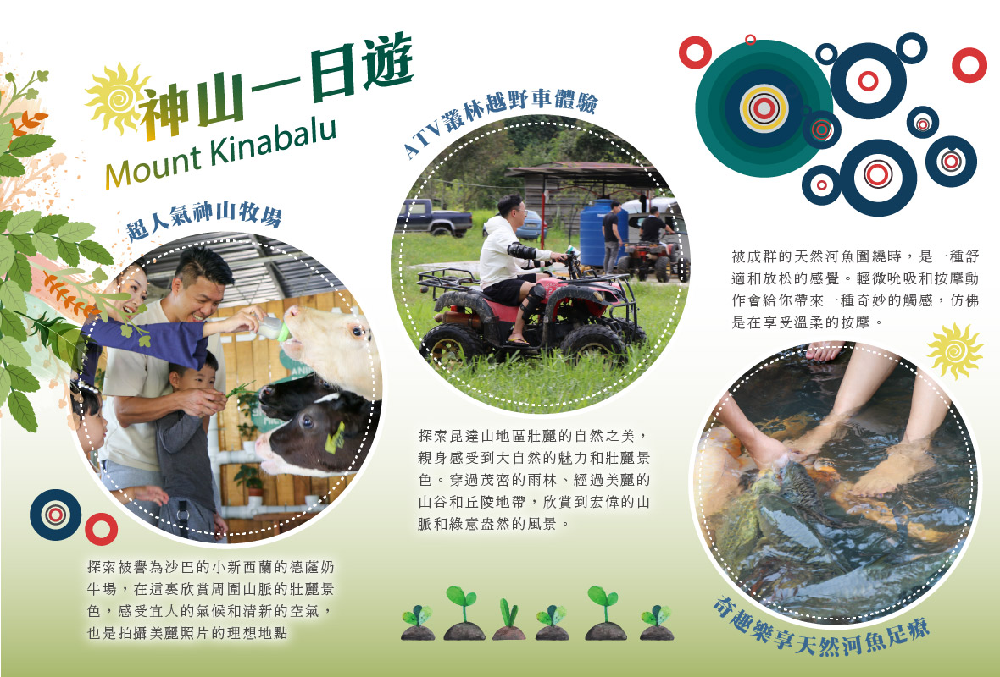 神山一日遊
Mount Kinabalu
超人氣神山牧場
探索被譽為沙巴的小新西蘭的德薩奶
牛場，在這裏欣賞周圍山脈的壯麗景
色，感受宜人的氣候和清新的空氣，
也是拍攝美麗照片的理想地點
ATV叢林越野車體驗
探索昆達山地區壯麗的自然之美，
親身感受到大自然的魅力和壯麗景
色。穿過茂密的雨林、經過美麗的
山谷和丘陵地帶，欣賞到宏偉的山
脈和綠意盎然的風景。
被成群的天然河魚圍繞時，是一種舒
適和放松的感覺。輕微吮吸和按摩動
作會給你帶來一種奇妙的觸感，仿佛
是在享受溫柔的按摩。
奇趣樂享天然河魚足療